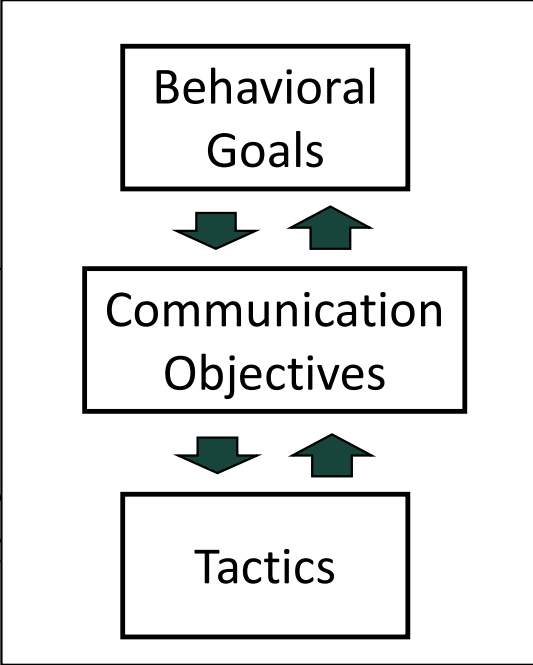 Behavioral
Goals
Communication
Objectives
Tactics